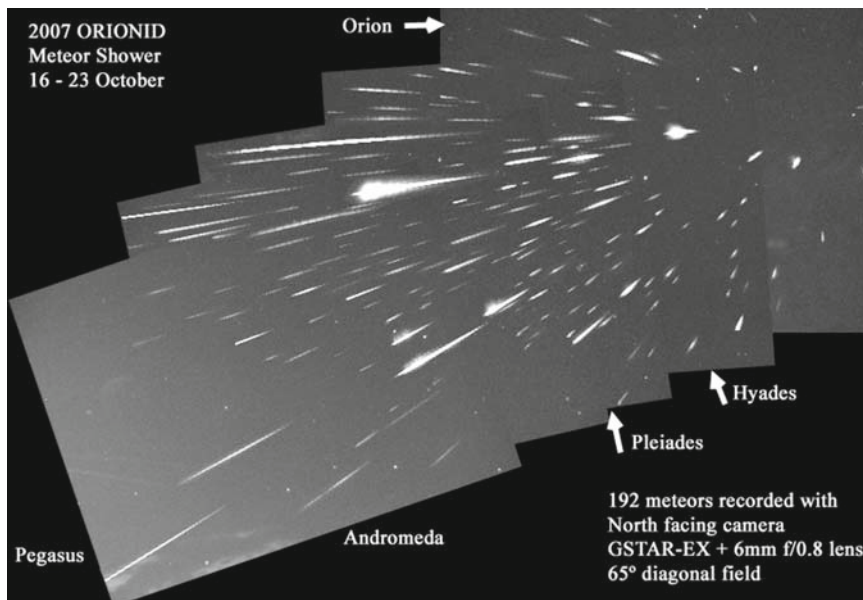 2007 ORIONID
Meteor Shower
16 - 23 October
Orion
Hyades
Pleiades
Andromeda
Pegasus
192 meteors recorded with
North facing camera
GSTAR-EX + 6mm f/0.8 lens
65º diagonal field